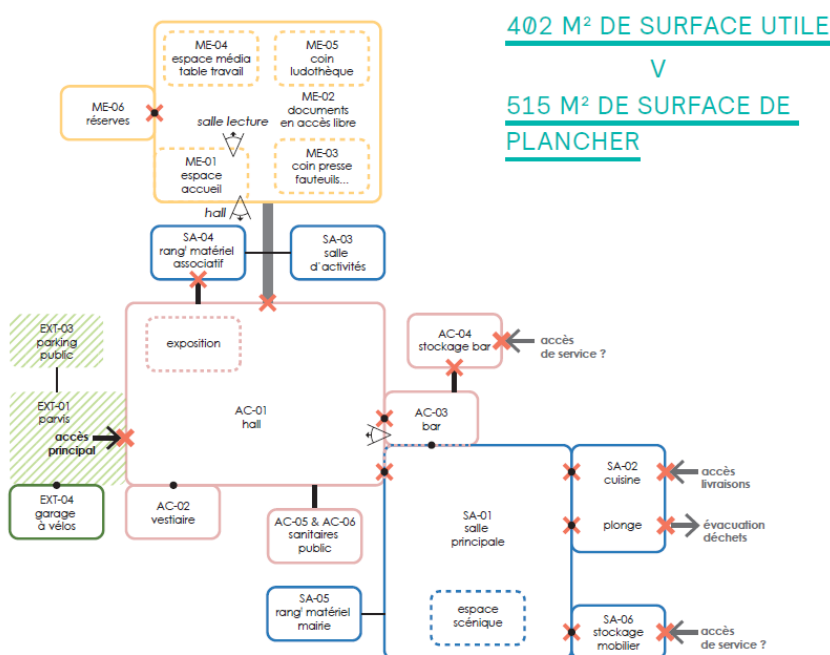 402 M² DE SURFACE UTILE
V
515 M² DE SURFACE DE
PLANCHER
ME-04
espace média
table travail
ME-05
coin
ludothèque
ME-06
réserves
ME-02
documents
en accès libre
salle lecture
ME-01
espace
accueil
ME-03
coin presse
fauteuils...
hall
SA-04
rang' matériel
associatif
SA-03
salle
d'activités
EXT-03
parking
public
exposition
AC-04
stockage bar
accès
de service ?
EXT-01
parvis
accès
principal
AC-01
hall
AC-03
bar
EXT-04
garage
à vélos
AC-02
vestiaire
AC-05 & AC-06
sanitaires
public
SA-01
salle
principale
SA-02
cuisine
accès
livraisons
plonge
évacuation
déchets
SA-05
rang' matériel
mairie
espace
scénique
SA-06
stockage
mobilier
accès
de service ?